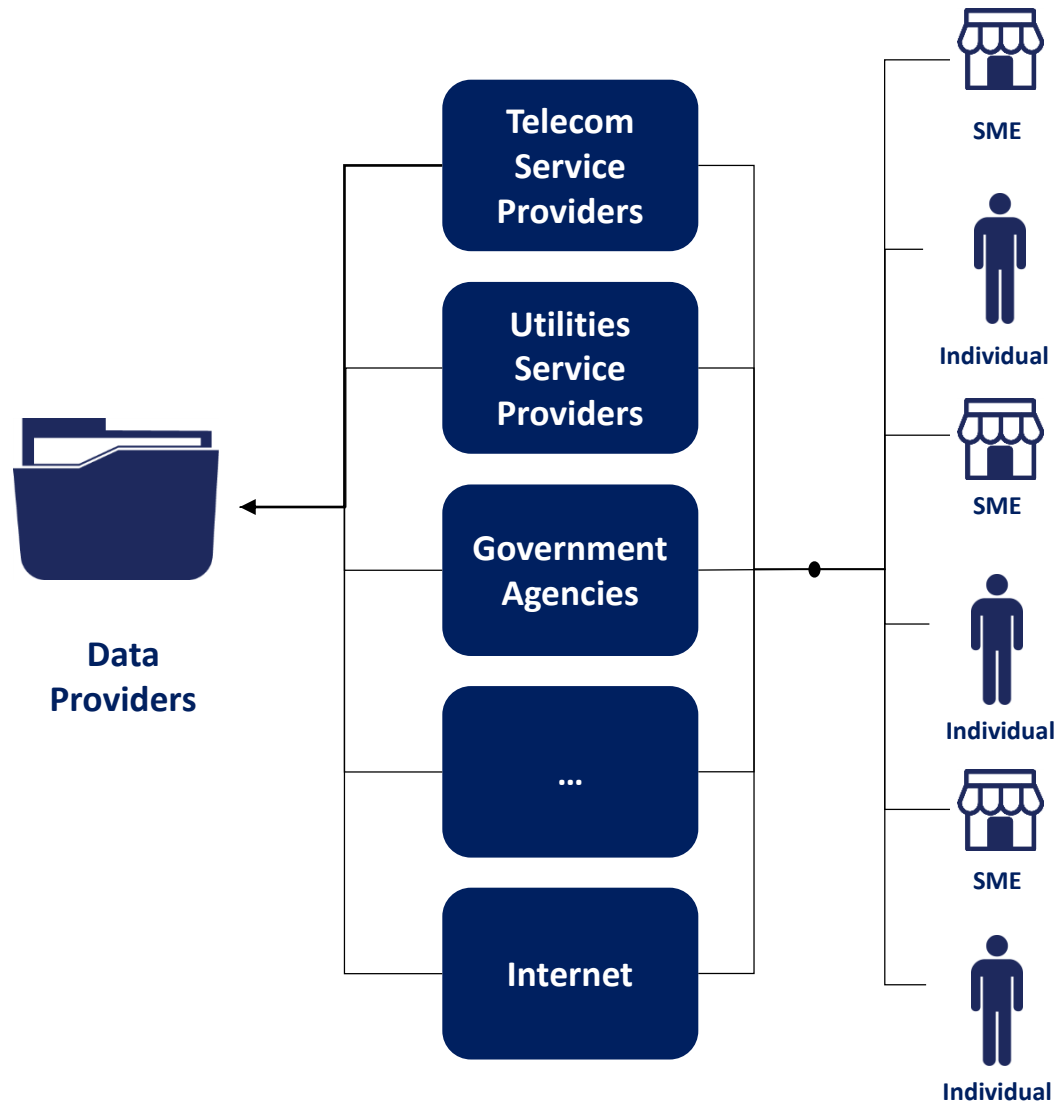 Data
Providers
Telecom
Service
Providers
Utilities
Service
Providers
Government
Agencies
...
Internet
SME
Individual
SME
Individual
SME
Individual